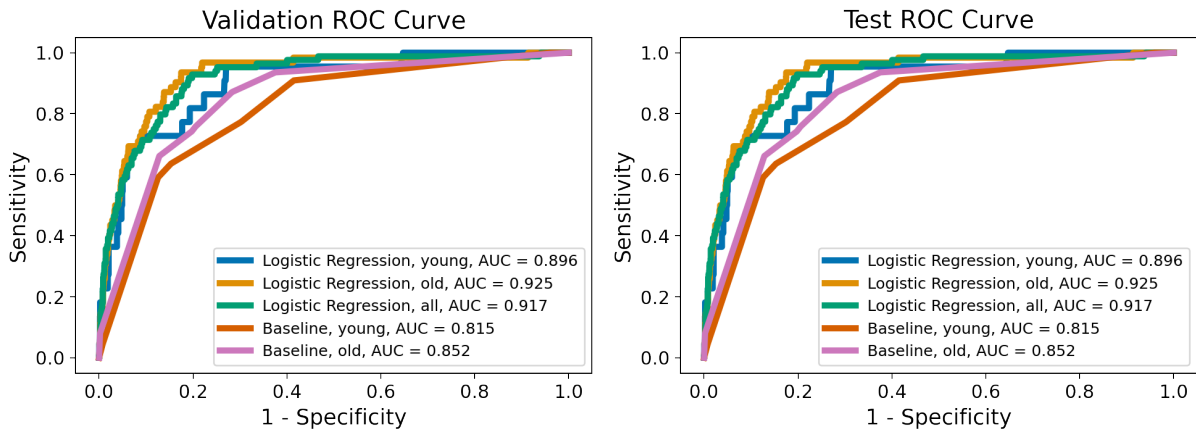 Validation ROC Curve
1.0
0.8
0.6
0.4
0.2
0.0
Sensitivity
Logistic Regression, young, AUC = 0.896
Logistic Regression, old, AUC = 0.925
Logistic Regression, all, AUC = 0.917
Baseline, young, AUC = 0.815
Baseline, old, AUC = 0.852
0.0 0.2 0.4 0.6 0.8 1.0
1 - Specificity
Test ROC Curve
1.0
0.8
0.6
0.4
0.2
0.0
Sensitivity
Logistic Regression, young, AUC = 0.896
Logistic Regression, old, AUC = 0.925
Logistic Regression, all, AUC = 0.917
Baseline, young, AUC = 0.815
Baseline, old, AUC = 0.852
0.0 0.2 0.4 0.6 0.8 1.0
1 - Specificity